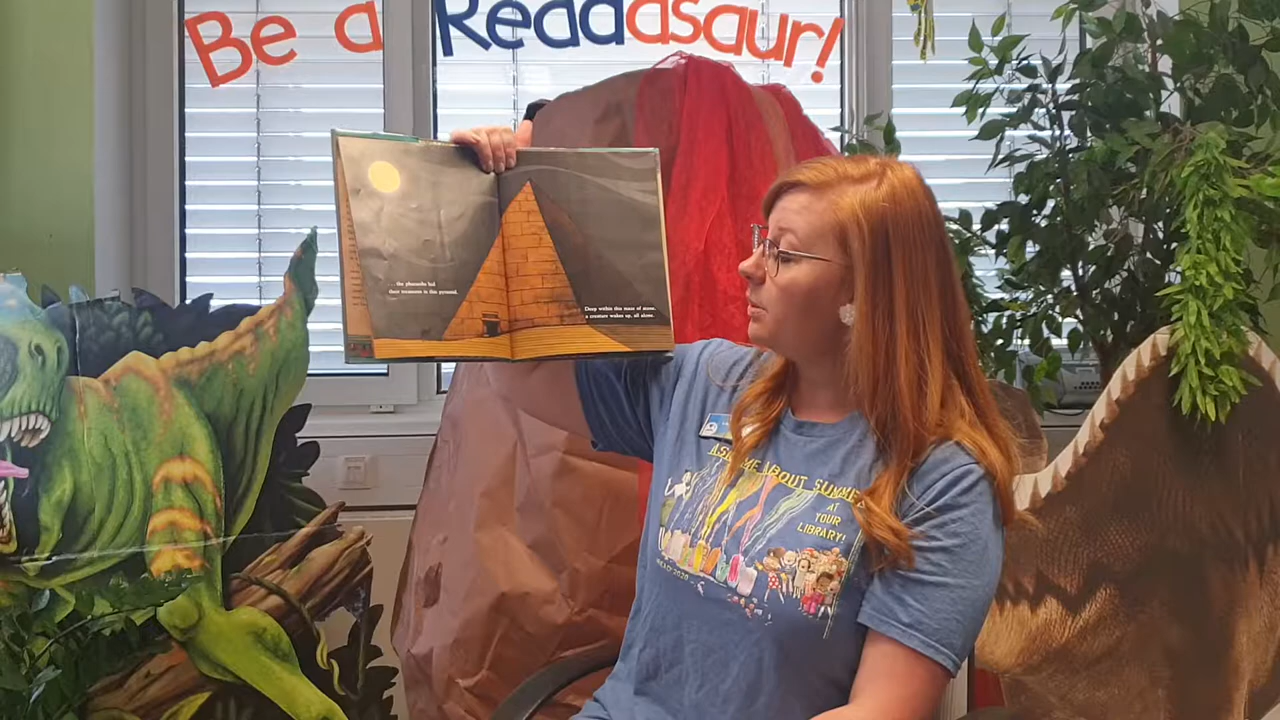 Be a Readasaur!
... the pharaohs hid
their treasures in this pyramid.
Deep within this maze of stone,
a creature wakes up, all alone.
ASK ME ABOUT SUMMER
AT
YOUR
LIBRARY!